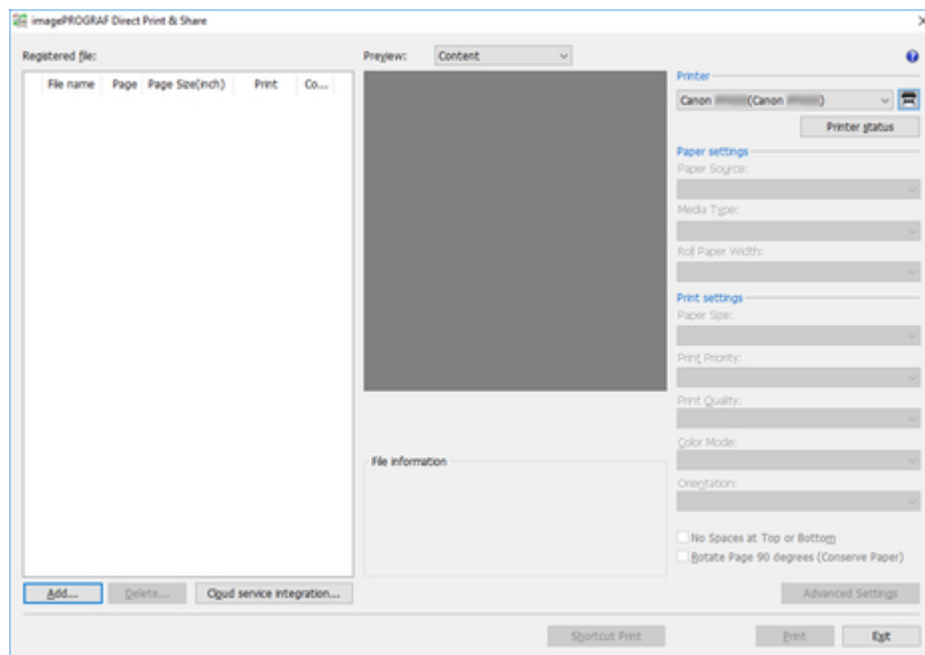 imagePROGRAF Direct Print & Share
Registered file:
File name Page Page Size(inch) Print Co...
Add... Delete... Cloud service integration...
Preview: Content
File information
Printer
Canon (Canon )
Printer status
Paper settings
Paper Source:
Media Type:
Roll Paper Width:
Print settings
Paper Size:
Print Priority:
Print Quality:
Color Mode:
Orientation:
No Spaces at Top or Bottom
Rotate Page 90 degrees (Conserve Paper)
Advanced Settings
Shortcut Print Print Exit